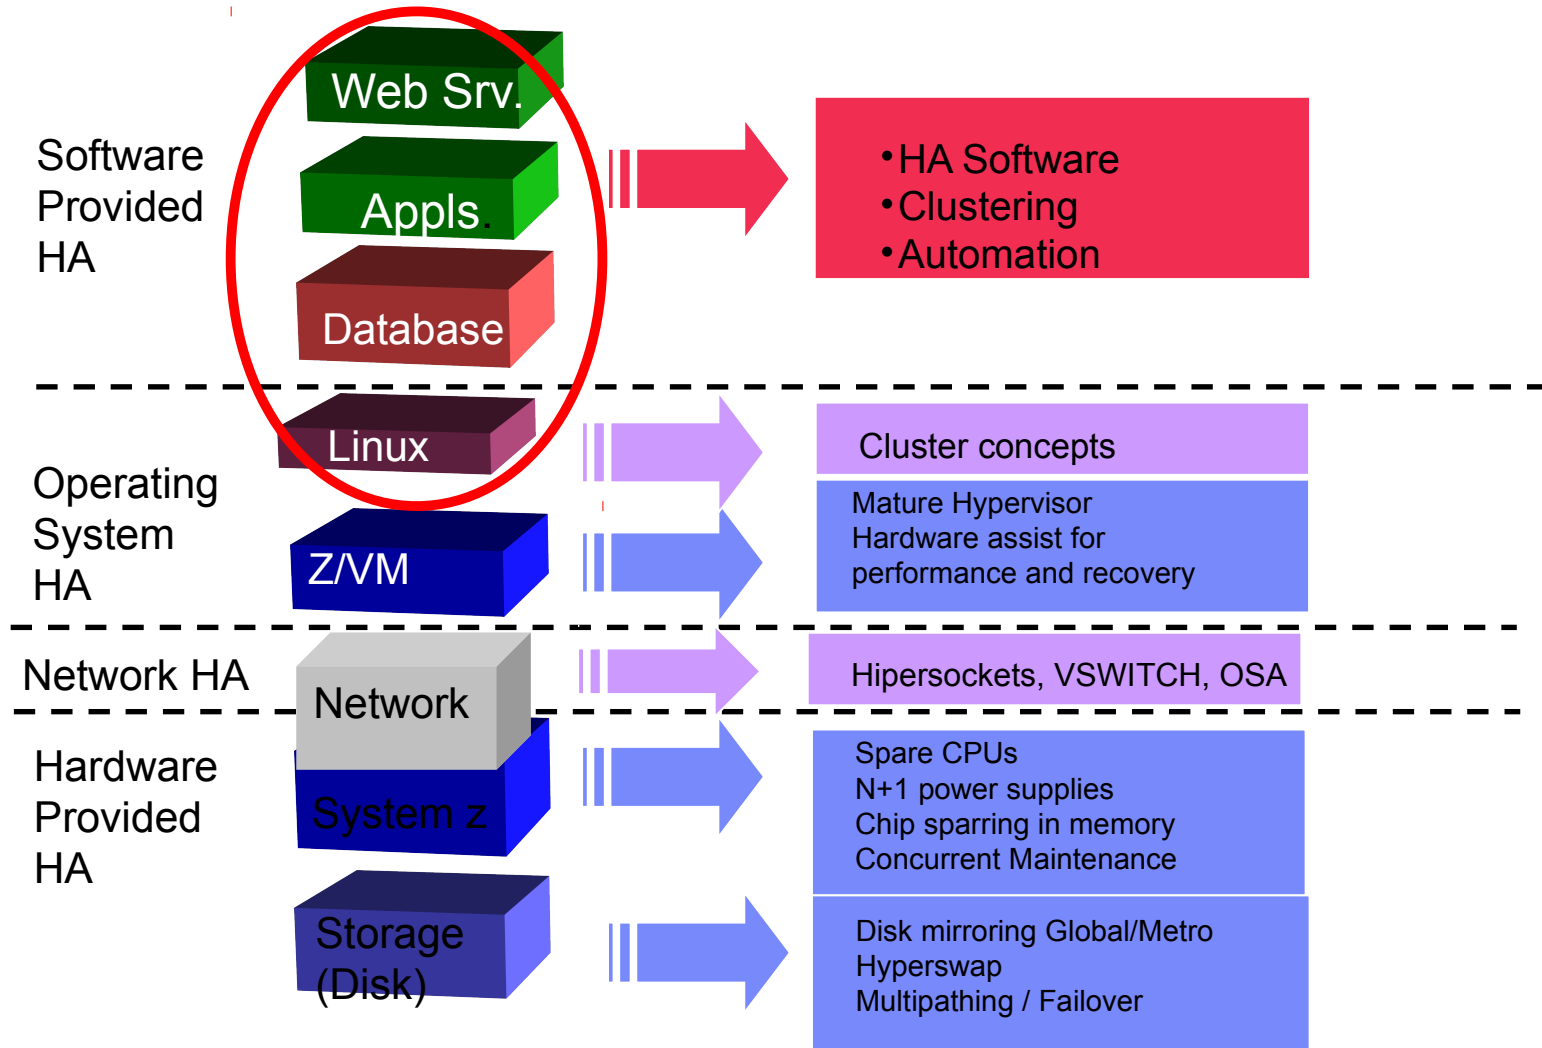 Software
Provided
HA
Web Srv.
Appls.
Database
•HA Software
•Clustering
•Automation
Operating
System
HA
Linux
Z/VM
Cluster concepts
Mature Hypervisor
Hardware assist for
performance and recovery
Network HA
Network
Hipersockets, VSWITCH, OSA
Hardware
Provided
HA
System z
Storage
(Disk)
Spare CPUs
N+1 power supplies
Chip sparring in memory
Concurrent Maintenance
Disk mirroring Global/Metro
Hyperswap
Multipathing / Failover